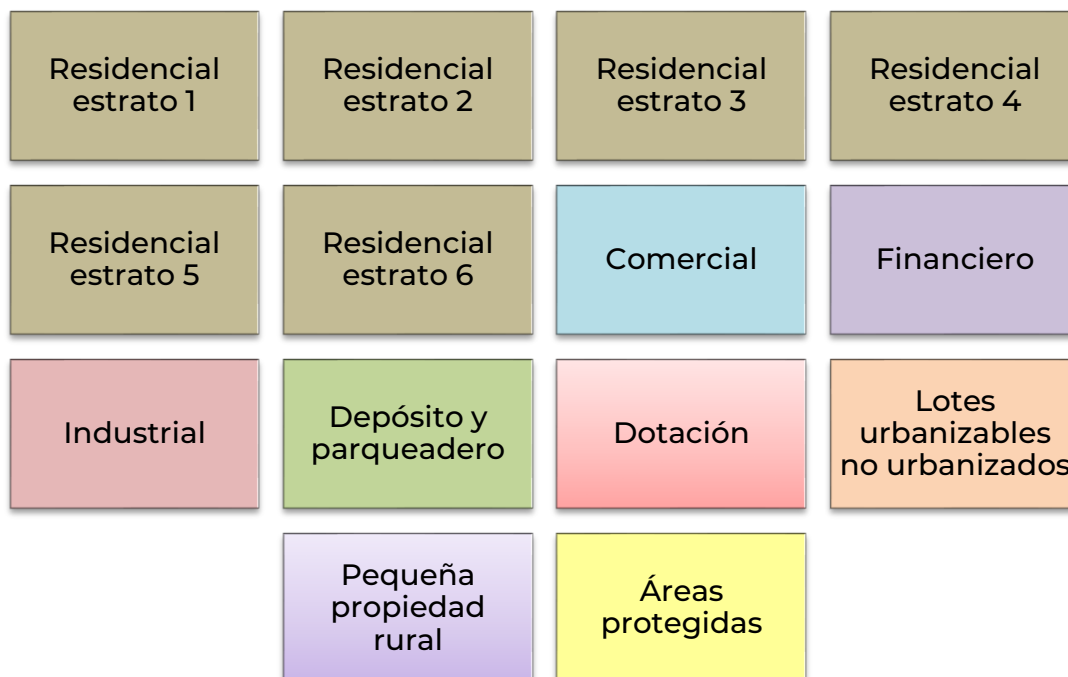 Residencial
estrato 1
Residencial
estrato 2
Residencial
estrato 3
Residencial
estrato 4
Residencial
estrato 5
Residencial
estrato 6
Comercial
Financiero
Industrial
Depósito y
parqueadero
Dotación
Lotes
urbanizables
no urbanizados
Pequeña
propiedad
rural
Áreas
protegidas